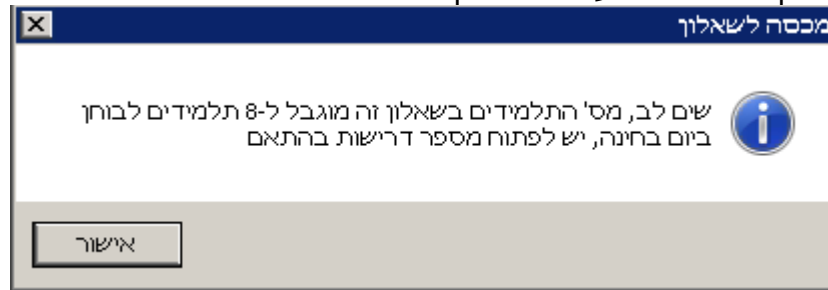 מכסה לשאלון
שים לב, מס' התלמידים בשאלון זה מוגבל ל-8 תלמידים לבוחן
ביום בחינה, יש לפתוח מספר דרישות בהתאם
אישור